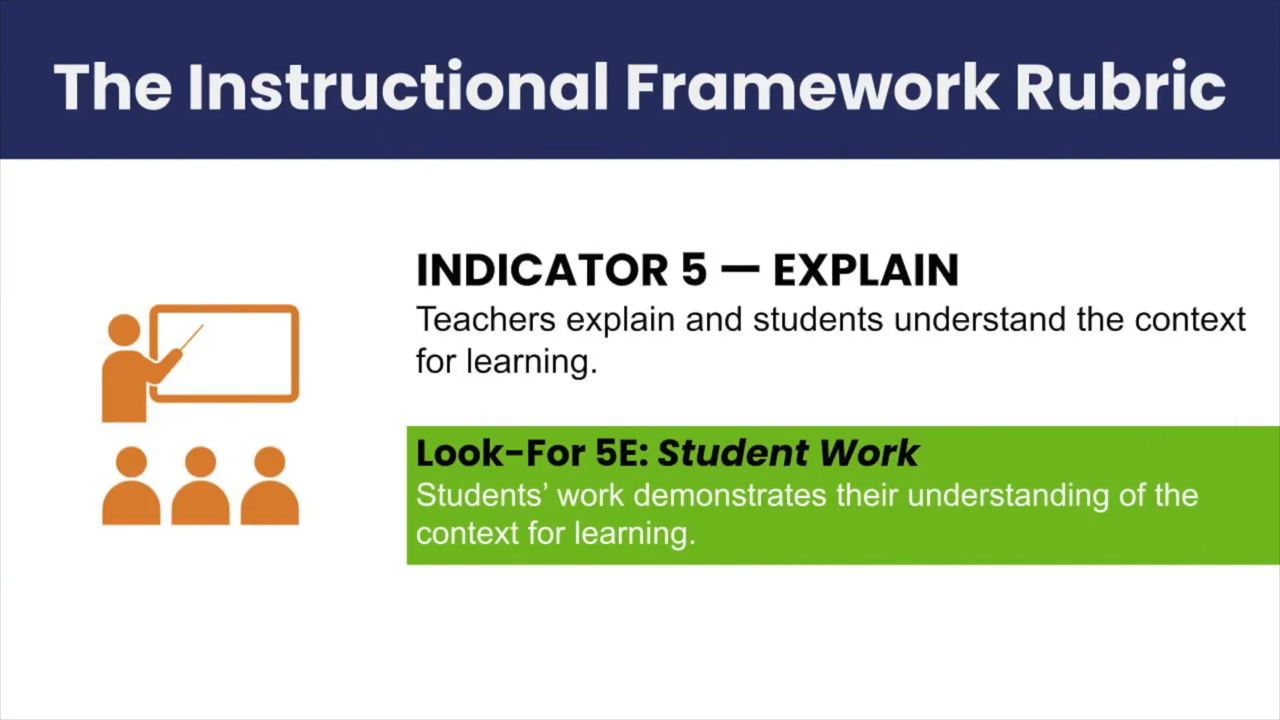 The Instructional Framework Rubric
INDICATOR 5 — EXPLAIN
Teachers explain and students understand the context
for learning.
Look-For 5E: Student Work
Students’ work demonstrates their understanding of the
context for learning.